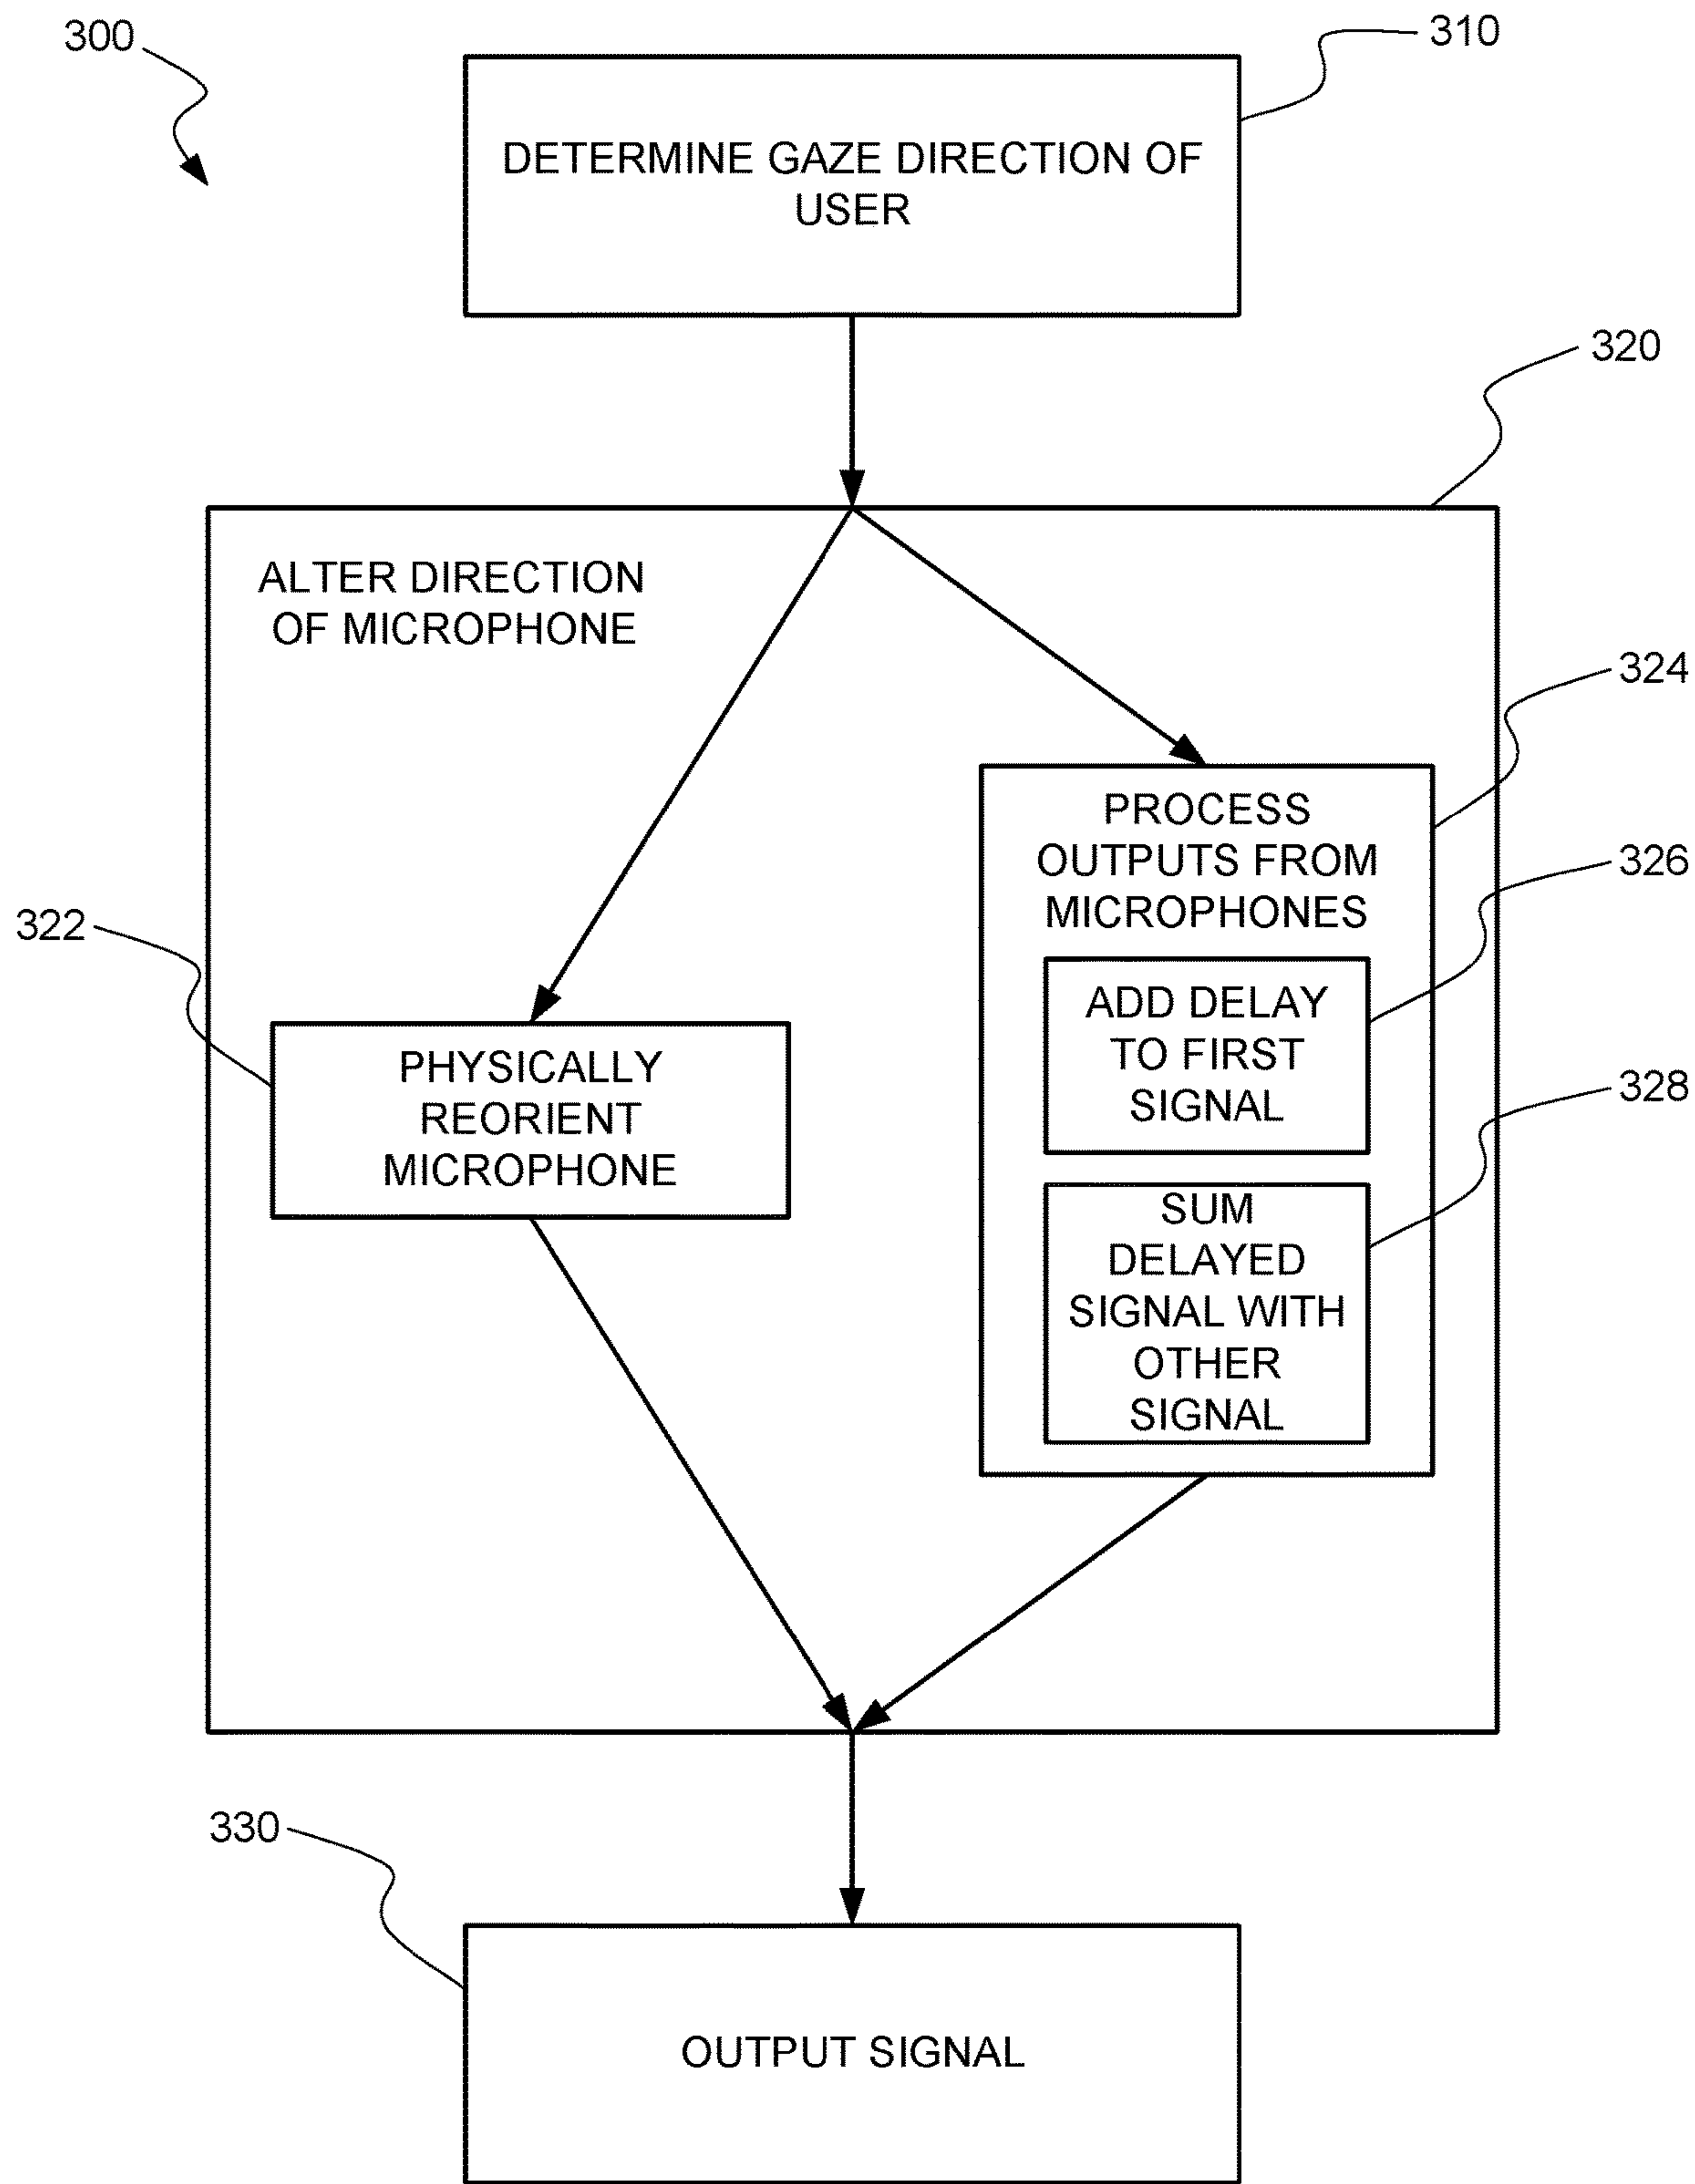 300
310
DETERMINE GAZE DIRECTION OF
USER
320
ALTER DIRECTION
OF MICROPHONE
324
PROCESS
OUTPUTS FROM
MICROPHONES
326
322
ADD DELAY
TO FIRST
SIGNAL
PHYSICALLY
REORIENT
MICROPHONE
328
SUM
DELAYED
SIGNAL WITH
OTHER
SIGNAL
330
OUTPUT SIGNAL